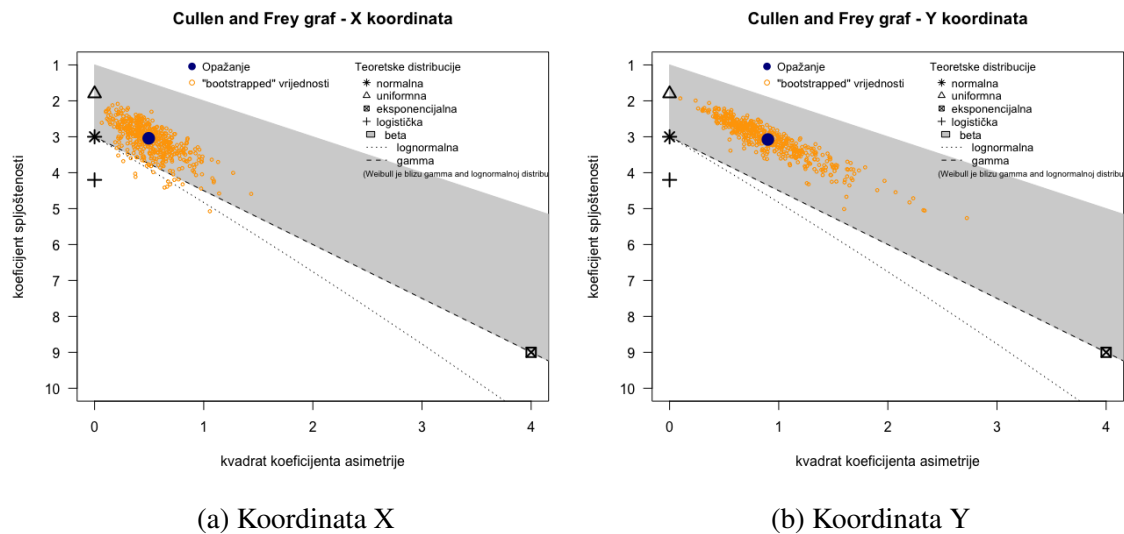 Cullen and Frey graf - X koordinata
Opažanje
"bootstrapped" vrijednosti
Teoretske distribucije
normalna
uniformna
eksponencijalna
logistička
beta
lognormalna
gamma
(Weibull je blizu gamma and lognormalnoj distribu
koeficijent spljoštenosti
1
2
3
4
5
6
7
8
9
10
0
1
2
3
4
kvadrat koeficijenta asimetrije
(a) Koordinata X
Cullen and Frey graf - Y koordinata
Opažanje
"bootstrapped" vrijednosti
Teoretske distribucije
normalna
uniformna
eksponencijalna
logistička
beta
lognormalna
gamma
(Weibull je blizu gamma and lognormalnoj distribu
koeficijent spljoštenosti
1
2
3
4
5
6
7
8
9
10
0
1
2
3
4
kvadrat koeficijenta asimetrije
(b) Koordinata Y